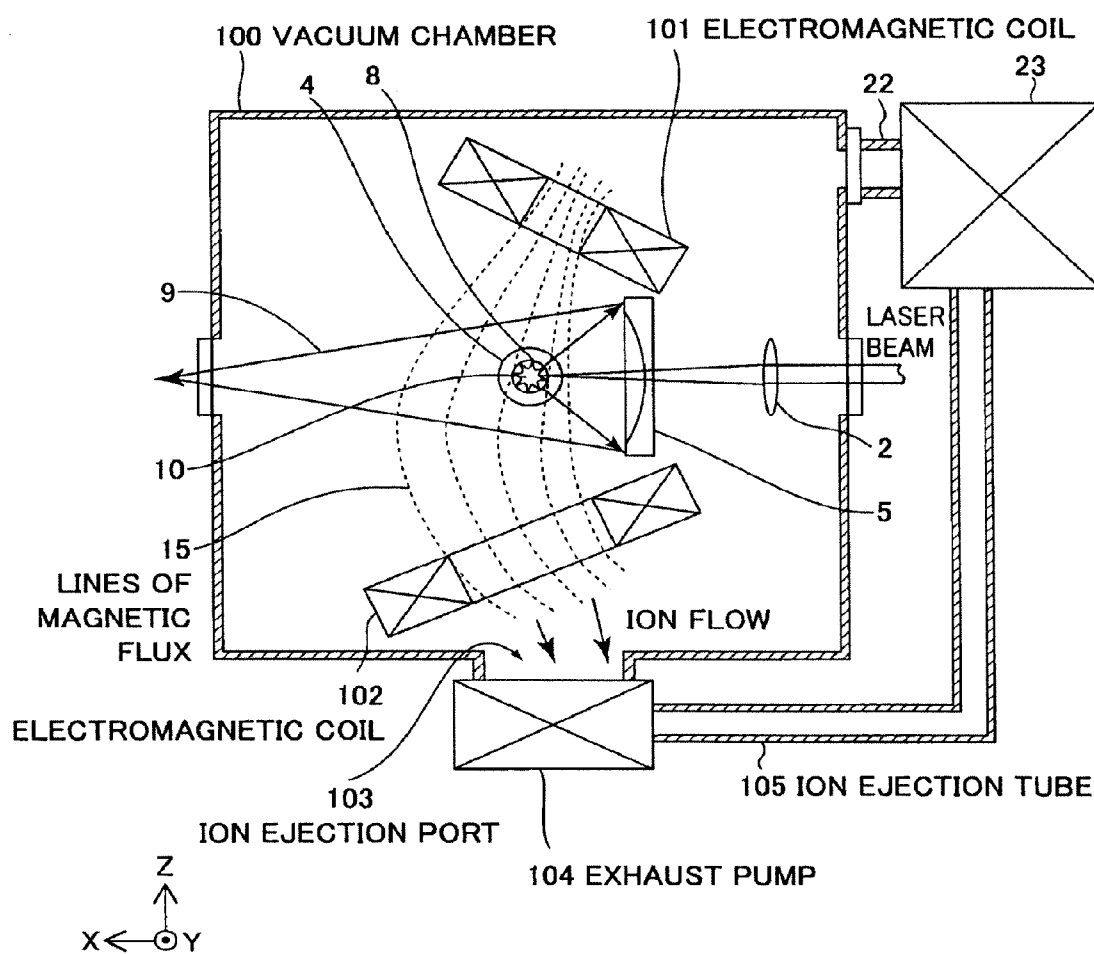 100 VACUUM CHAMBER
101 ELECTROMAGNETIC COIL
4
8
22
23
9
LASER
BEAM
10
2
5
15
LINES OF
MAGNETIC
FLUX
ION FLOW
102
ELECTROMAGNETIC COIL
103
ION EJECTION PORT
105 ION EJECTION TUBE
104 EXHAUST PUMP
Z
X
Y